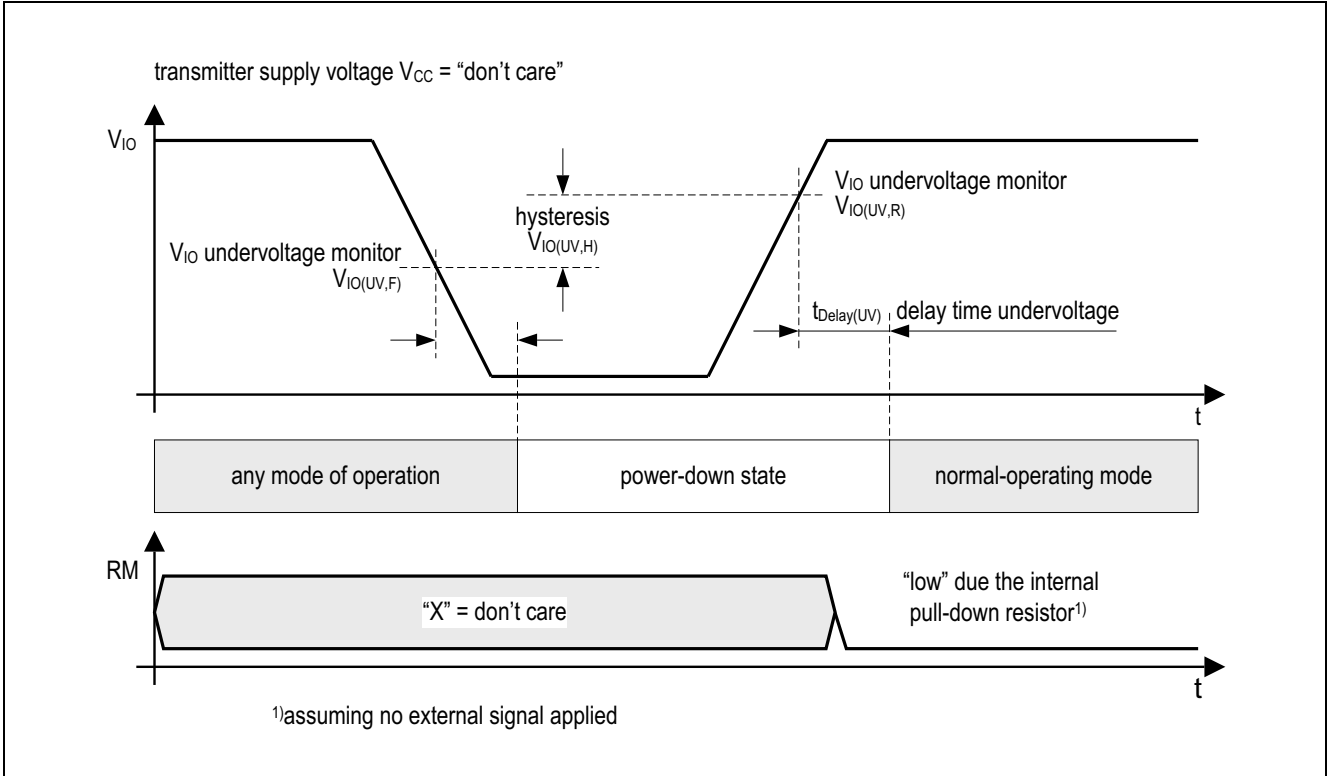 transmitter supply voltage VCC = “don’t care”
VIO
VIO undervoltage monitor
VIO(UV,R)
hysteresis
VIO(UV,H)
VIO undervoltage monitor
VIO(UV,F)
tDelay(UV) delay time undervoltage
t
any mode of operation
power-down state
normal-operating mode
RM
“X” = don’t care
“low” due the internal
pull-down resistor1)
t
1)assuming no external signal applied